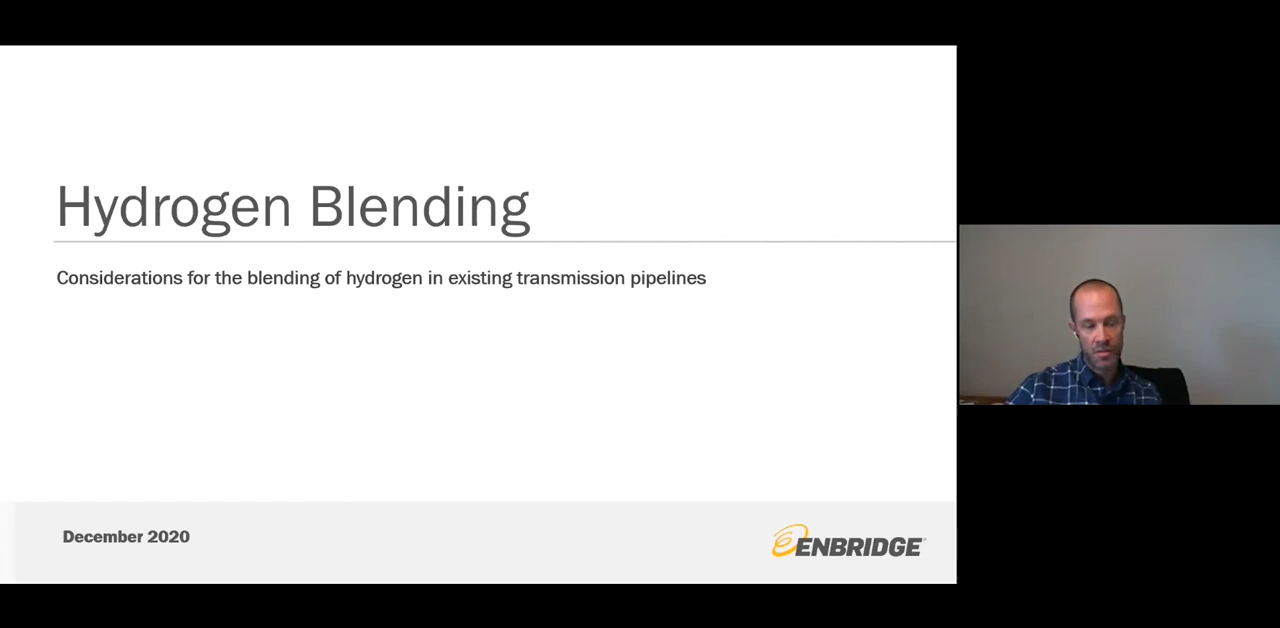 Hydrogen Blending
Considerations for the blending of hydrogen in existing transmission pipelines
December 2020
ENBRIDGE